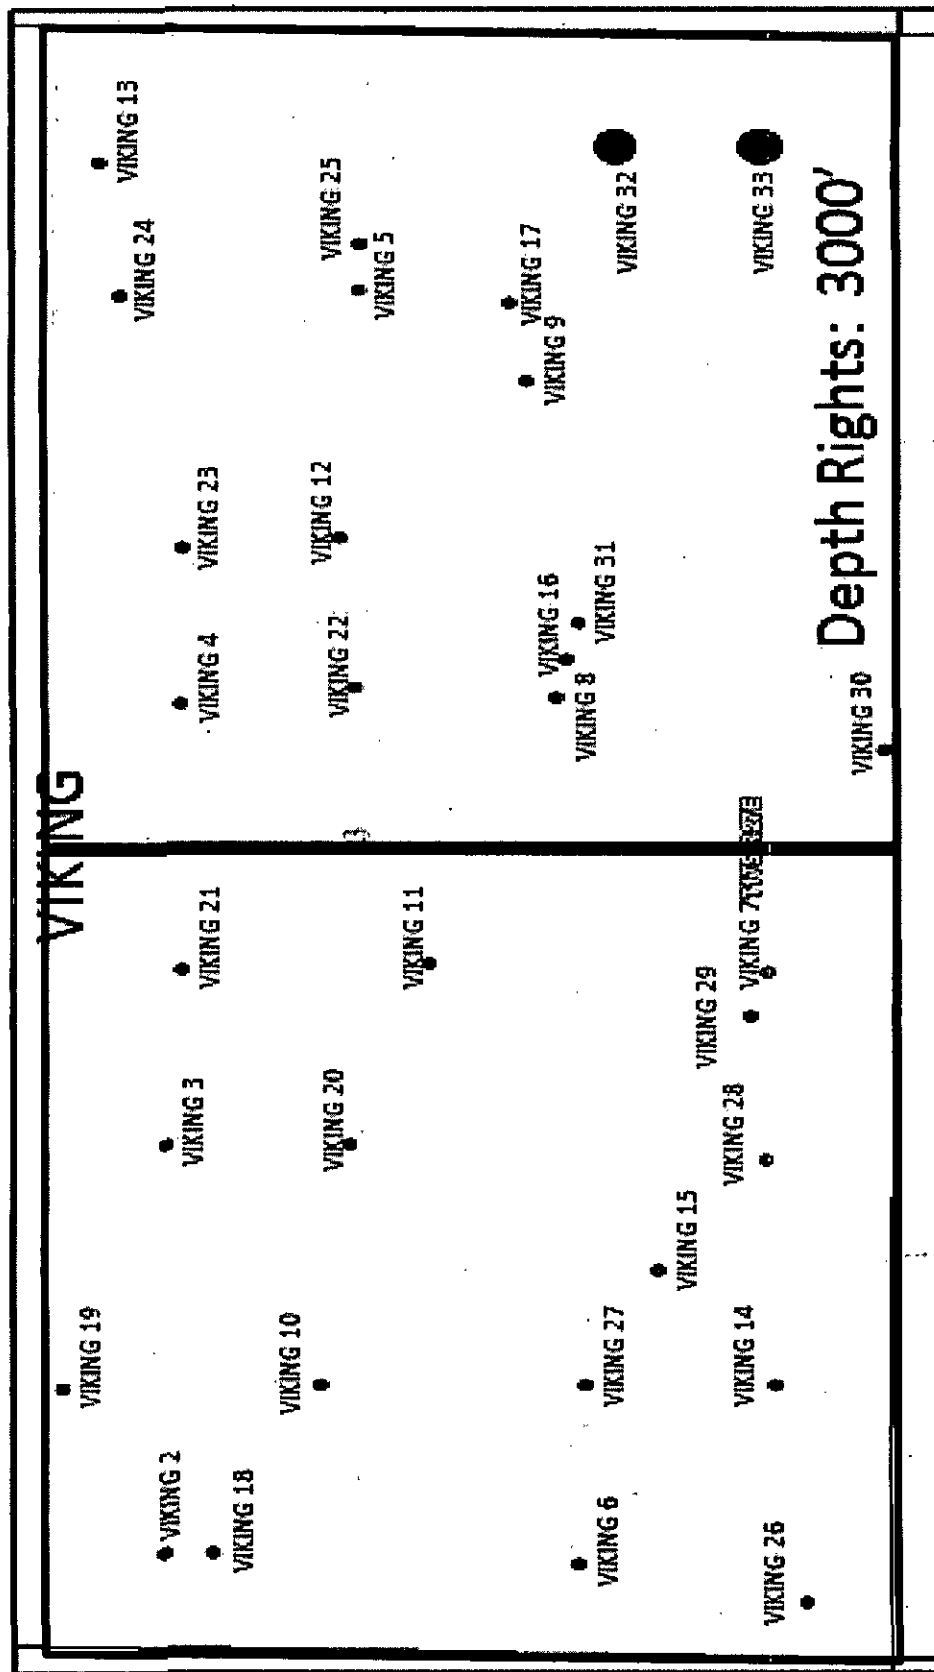 VIKING
VIKING 19
VIKING 2
VIKING 18
VIKING 3
VIKING 21
VIKING 4
VIKING 23
VIKING 24
VIKING 13
VIKING 10
VIKING 20
VIKING 11
VIKING 22
VIKING 12
VIKING 5
VIKING 25
3
VIKING 6
VIKING 27
VIKING 15
VIKING 8
VIKING 16
VIKING 31
VIKING 9
VIKING 17
VIKING 32
VIKING 26
VIKING 14
VIKING 28
VIKING 29
VIKING 7
VIKING 30
VIKING 33
Depth Rights: 3000'